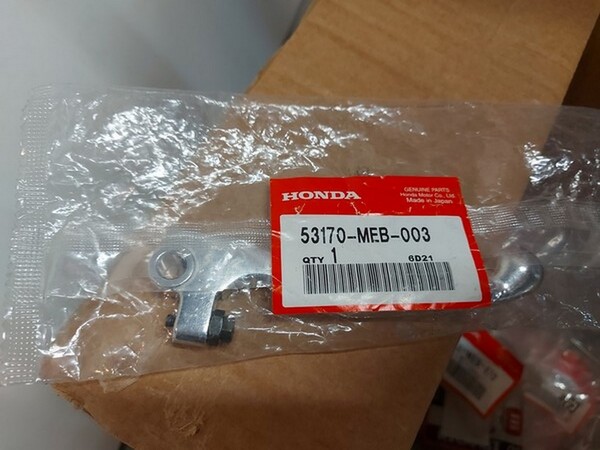 HONDA
GENUINE PARTS
Honda Motor Co., Ltd.
Made in Japan
53170-MEB-003
QTY 1 6D21